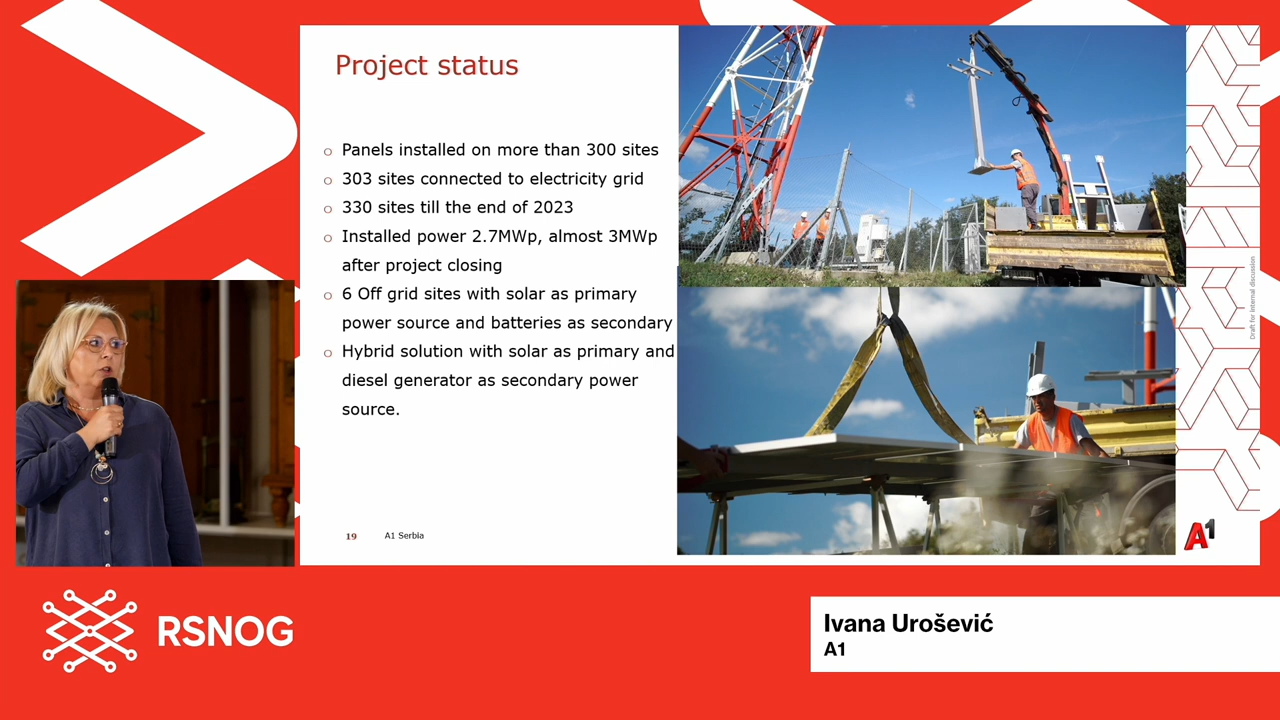 Project status
Panels installed on more than 300 sites
303 sites connected to electricity grid
330 sites till the end of 2023
Installed power 2.7MWp, almost 3MWp
after project closing
6 Off grid sites with solar as primary
power source and batteries as secondary
Hybrid solution with solar as primary and
diesel generator as secondary power
source.
19
A1 Serbia
Draft for internal discussion
A1
RSNOG
Ivana Urošević
A1